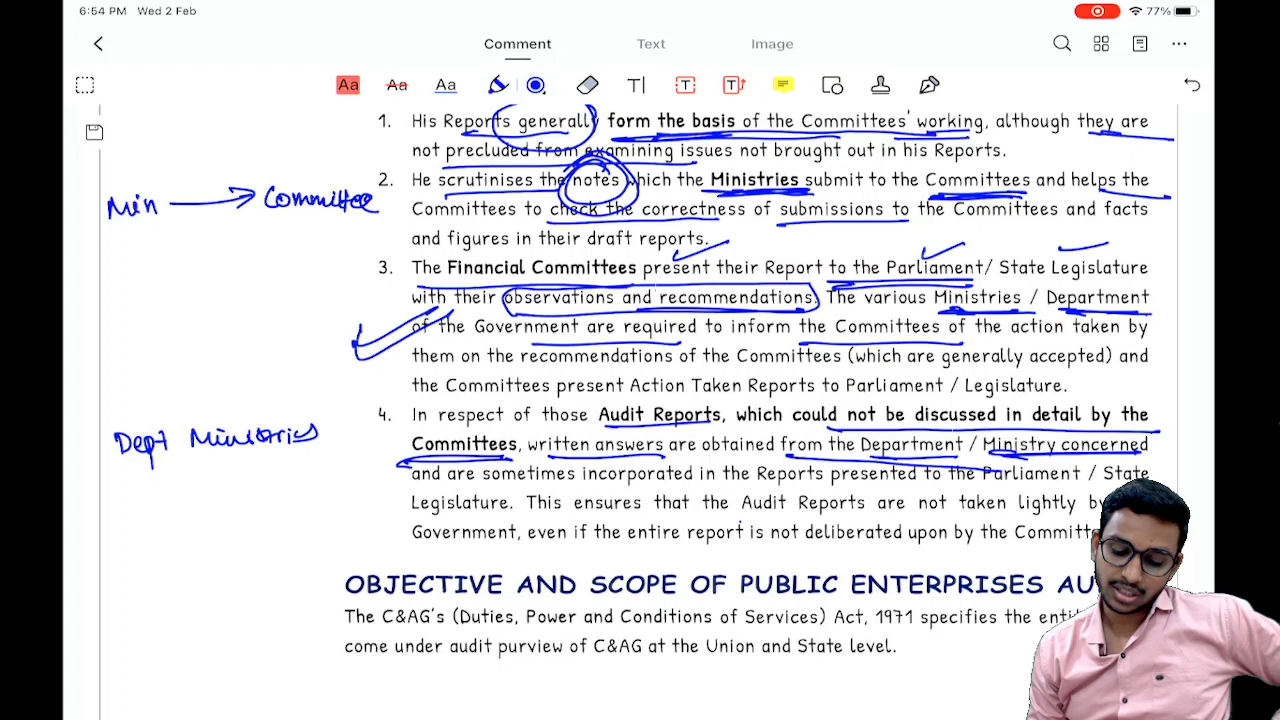 6:54 PM Wed 2 Feb
77%
Comment Text Image
Aa Aa Aa T T T
1. His Reports generally form the basis of the Committees' working, although they are
not precluded from examining issues not brought out in his Reports.
2. He scrutinises the notes which the Ministries submit to the Committees and helps the
Min → Committee
Committees to check the correctness of submissions to the Committees and facts
and figures in their draft reports.
3. The Financial Committees present their Report to the Parliament/ State Legislature
with their observations and recommendations. The various Ministries / Department
of the Government are required to inform the Committees of the action taken by
them on the recommendations of the Committees (which are generally accepted) and
the Committees present Action Taken Reports to Parliament / Legislature.
4. In respect of those Audit Reports, which could not be discussed in detail by the
Dept Ministries
Committees, written answers are obtained from the Department / Ministry concerned
and are sometimes incorporated in the Reports presented to the Parliament / State
Legislature. This ensures that the Audit Reports are not taken lightly
Government, even if the entire report is not deliberated upon by the
OBJECTIVE AND SCOPE OF PUBLIC ENTERPRISES
The C&AG's (Duties, Power and Conditions of Services) Act, 1971 specifies the
come under audit purview of C&AG at the Union and State level.